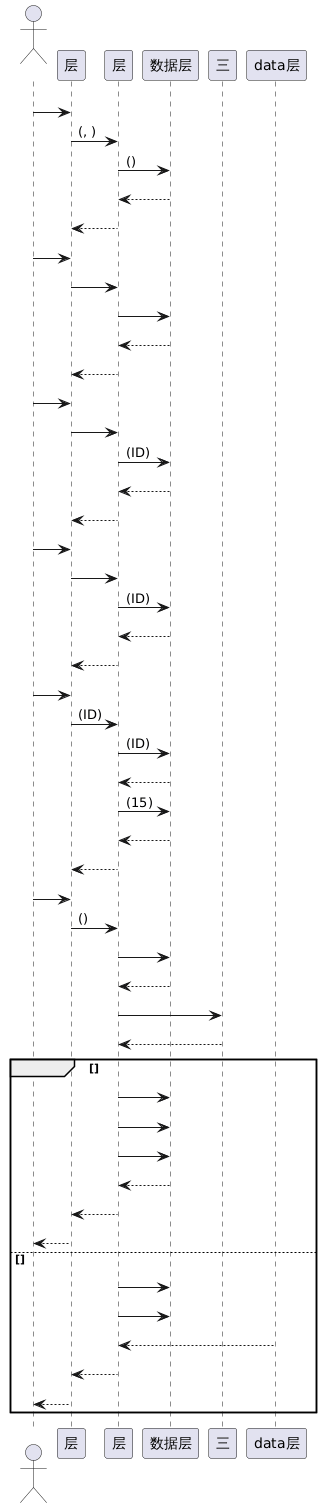 层 层 数据层 三 data层
(, )
()
(ID)
(ID)
(ID)
(ID)
(15)
()
[]
[]
层 层 数据层 三 data层